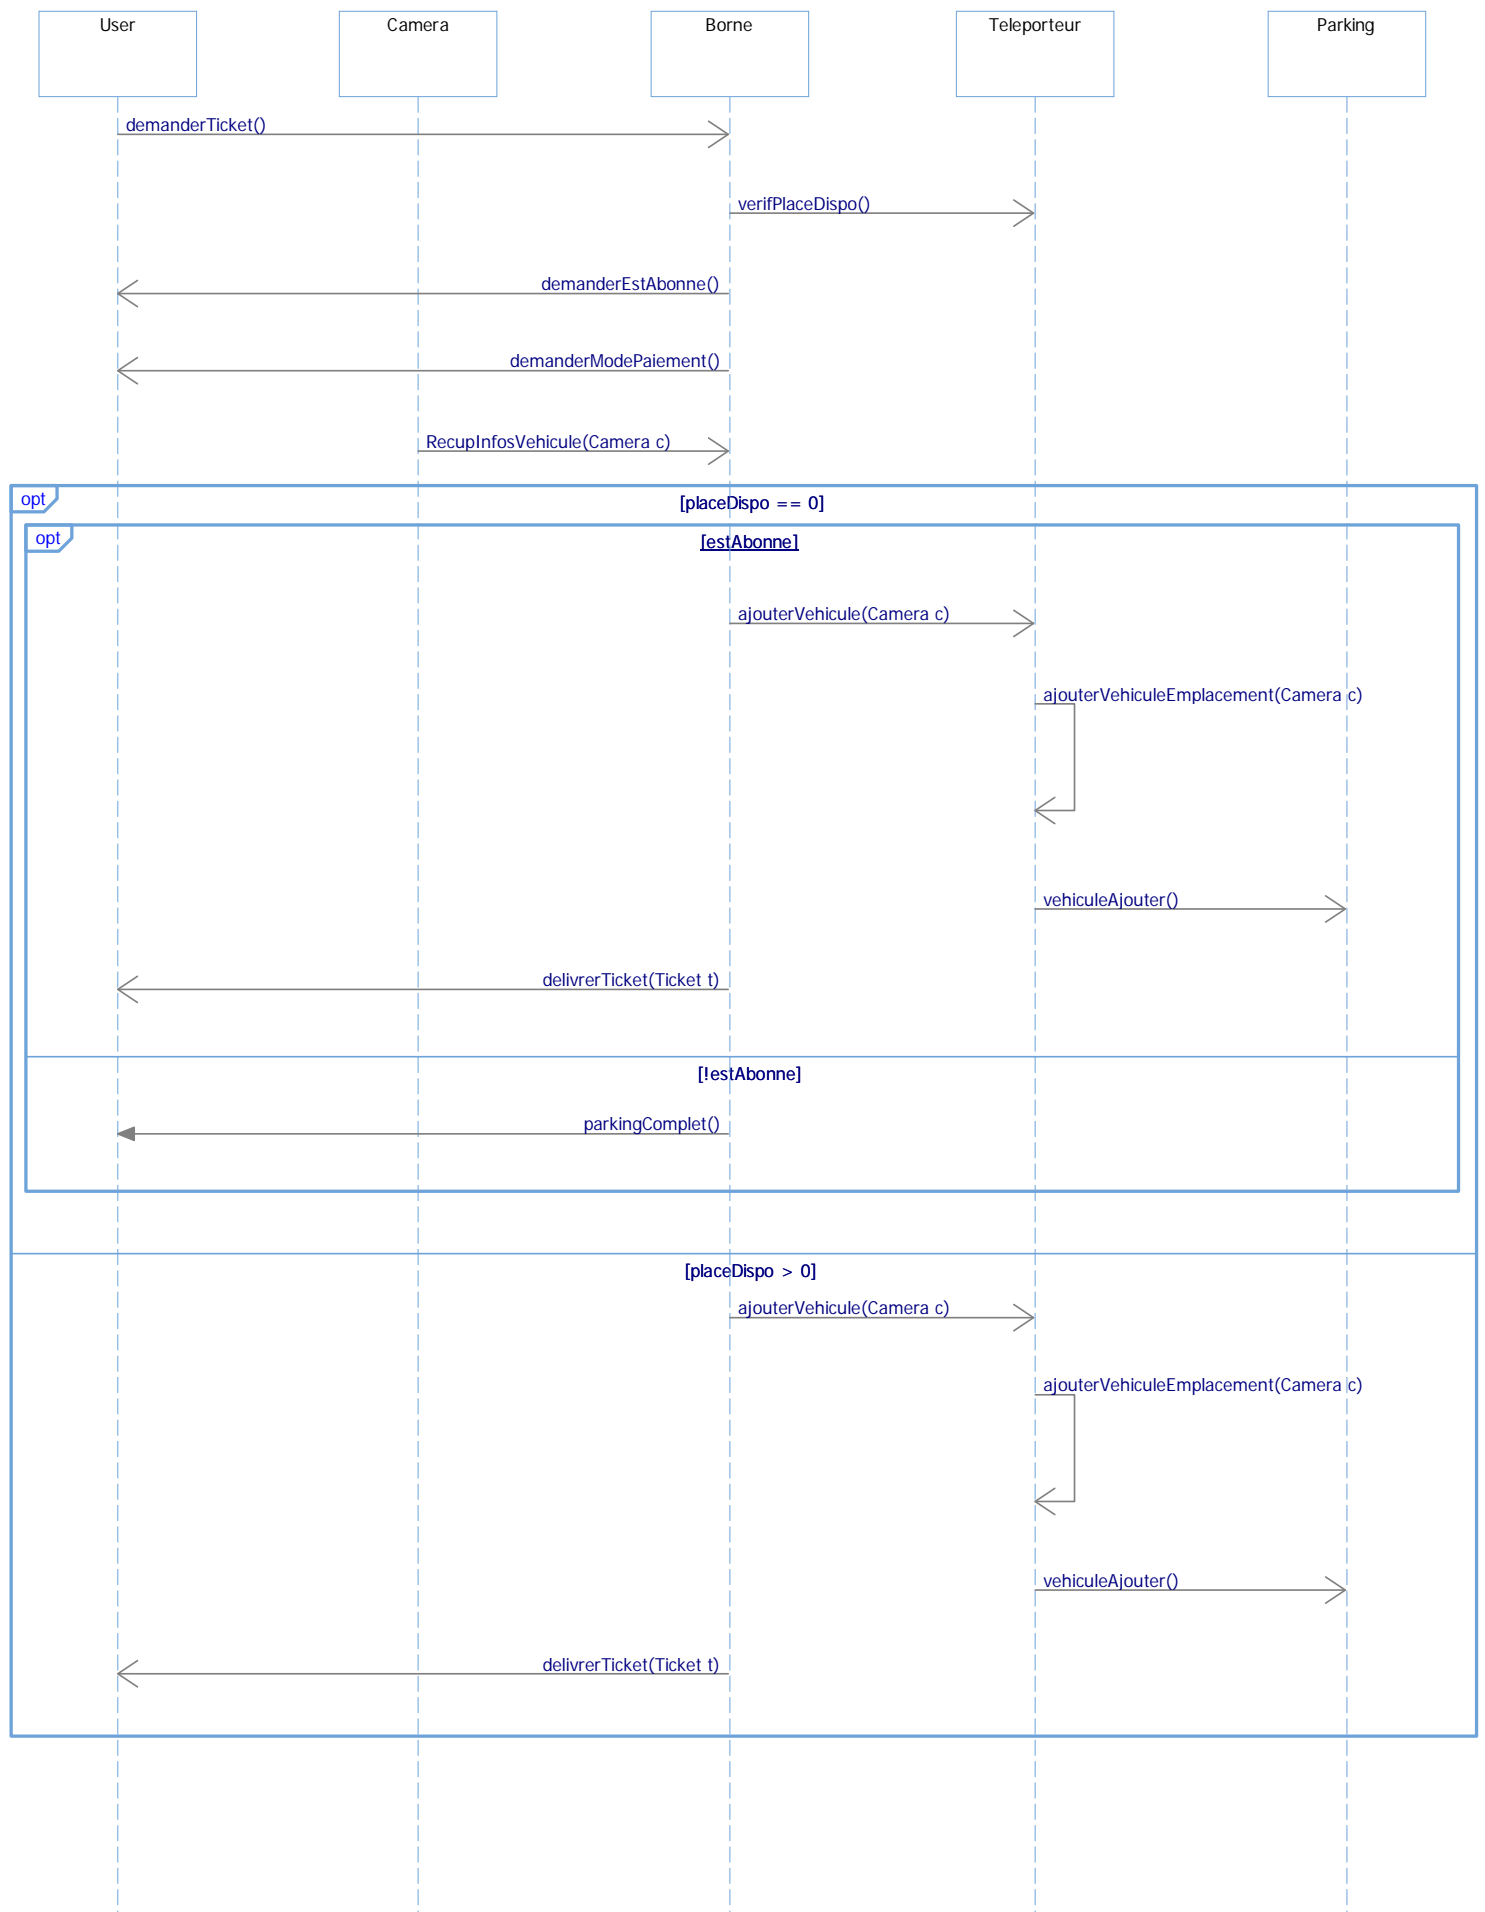 User
Camera
Borne
Teleporteur
Parking
demanderTicket()
verifPlaceDispo()
demanderEstAbonne()
demanderModePaiement()
RecupInfosVehicule(Camera c)
opt
[placeDispo == 0]
opt
[estAbonne]
ajouterVehicule(Camera c)
ajouterVehiculeEmplacement(Camera c)
vehiculeAjouter()
delivrerTicket(Ticket t)
[!estAbonne]
parkingComplet()
[placeDispo > 0]
ajouterVehicule(Camera c)
ajouterVehiculeEmplacement(Camera c)
vehiculeAjouter()
delivrerTicket(Ticket t)